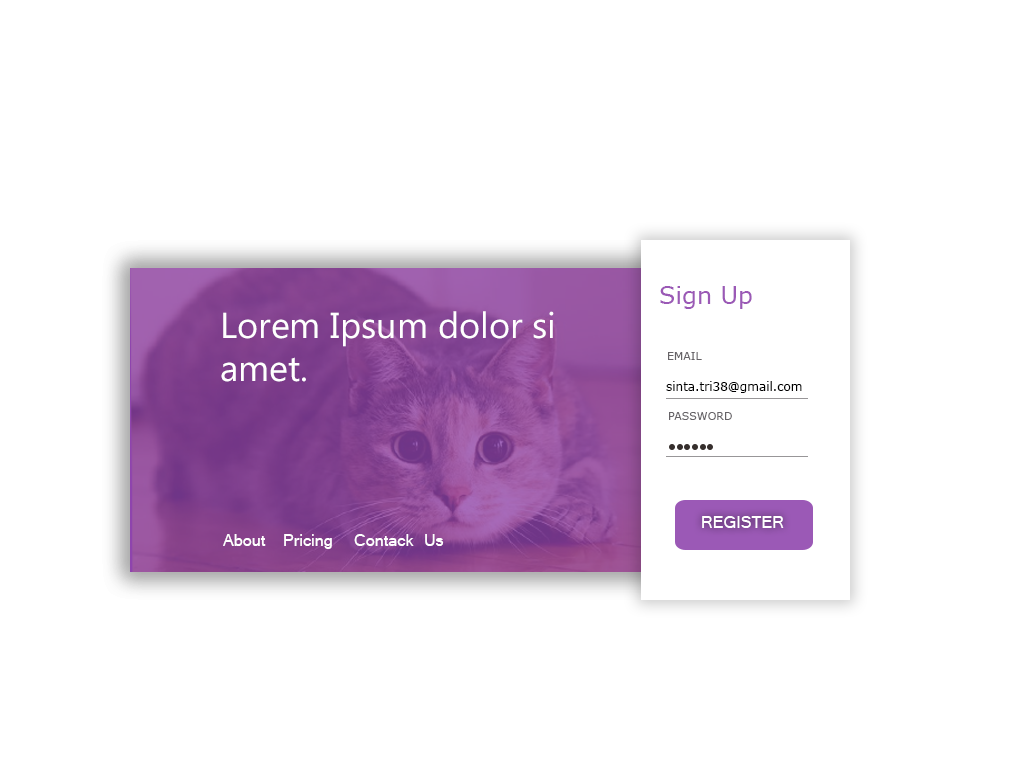 Lorem Ipsum dolor si
amet.
About Pricing Contack Us
Sign Up
EMAIL
sinta.tri38@gmail.com
PASSWORD
●●●●●●
REGISTER